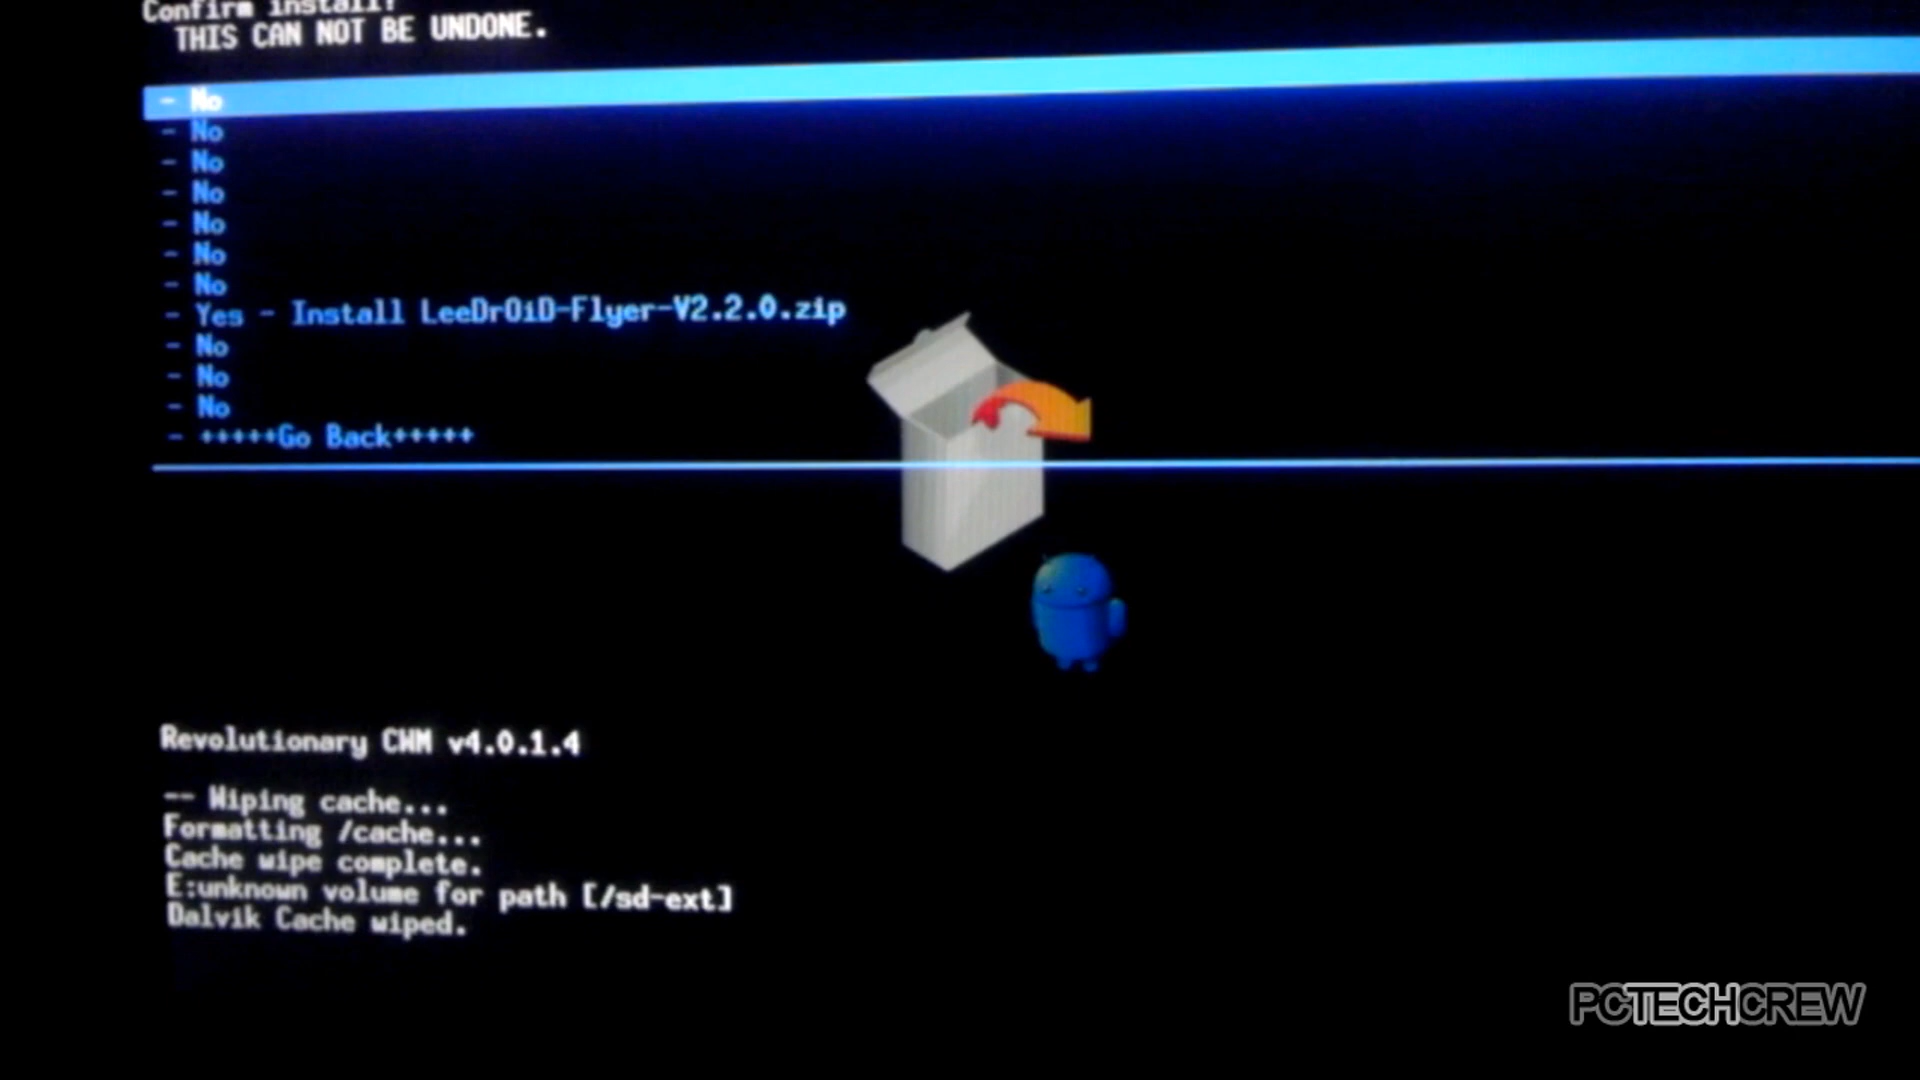 Confirm install?
THIS CAN NOT BE UNDONE.
- No
- No
- No
- No
- No
- No
- No
- Yes - Install LeeDrOiD-Flyer-V2.2.0.zip
- No
- No
- No
- +++++Go Back+++++
Revolutionary CWM v4.0.1.4
-- Wiping cache...
Formatting /cache...
Cache wipe complete.
E:unknown volume for path [/sd-ext]
Dalvik Cache wiped.
PCTECHCREW